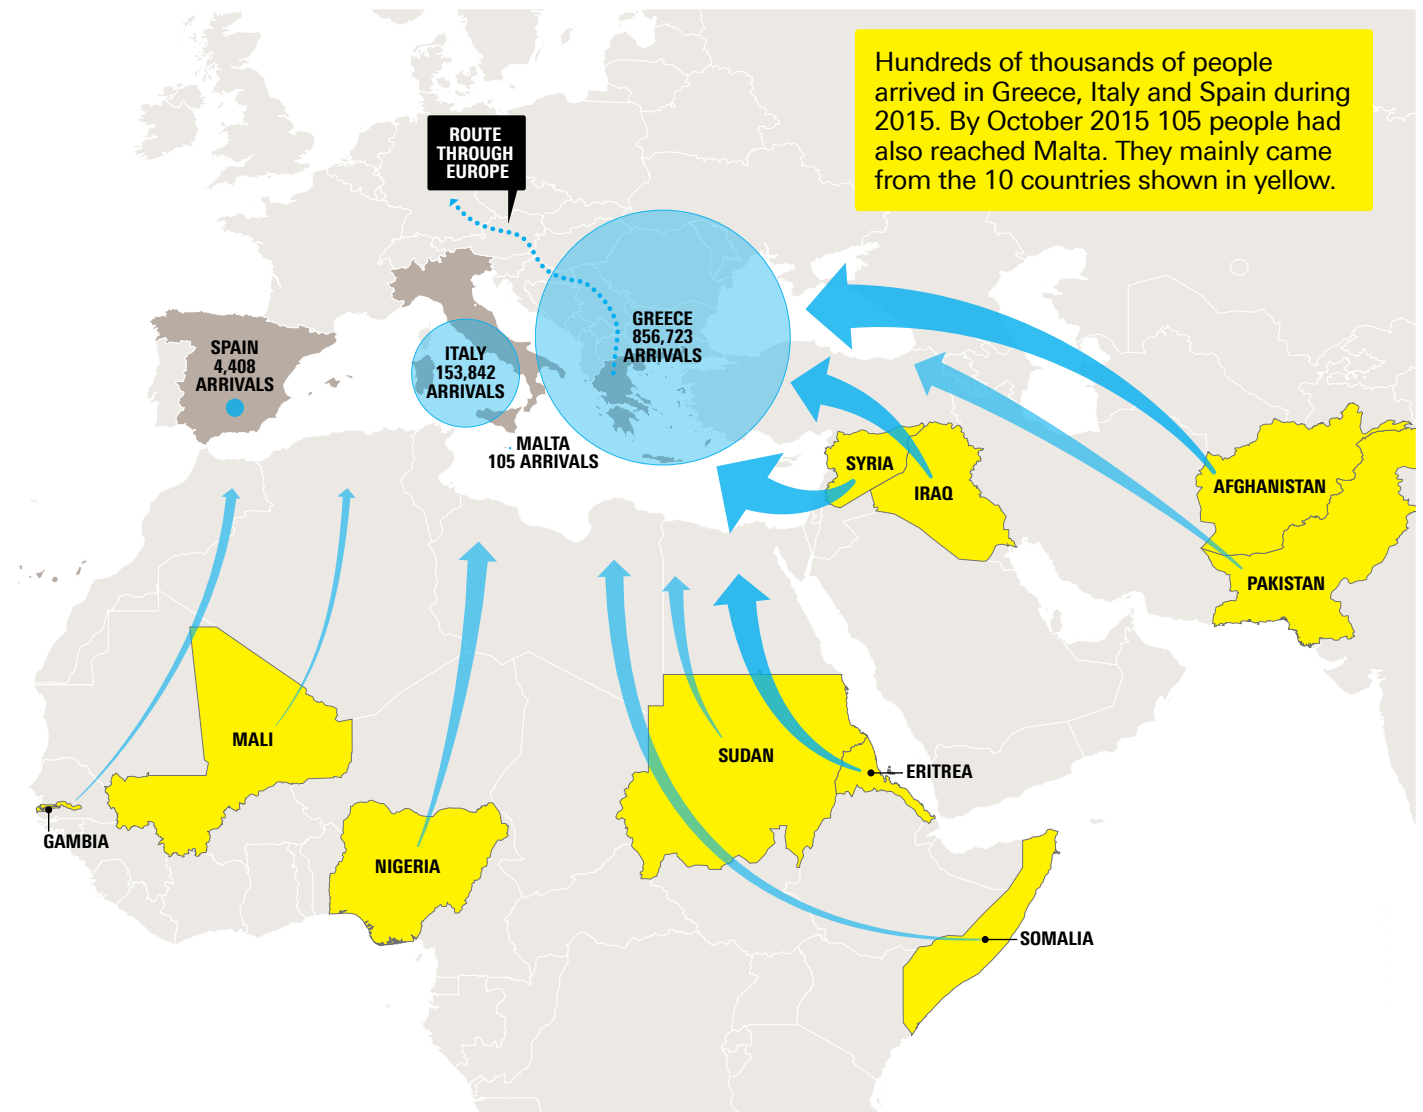 Hundreds of thousands of people
arrived in Greece, Italy and Spain during
2015. By October 2015 105 people had
also reached Malta. They mainly came
from the 10 countries shown in yellow.
ROUTE
THROUGH
EUROPE
GREECE
856,723
ARRIVALS
SPAIN
4,408
ARRIVALS
ITALY
153,842
ARRIVALS
MALTA
105 ARRIVALS
SYRIA
IRAQ
AFGHANISTAN
PAKISTAN
MALI
SUDAN
ERITREA
GAMBIA
NIGERIA
SOMALIA